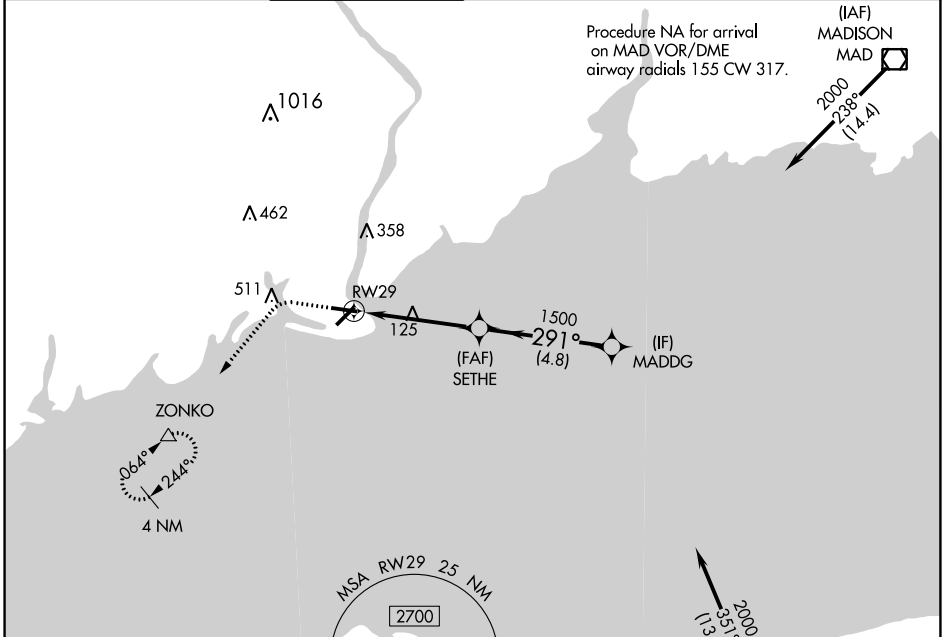 Procedure NA for arrival
on MAD VOR/DME
airway radials 155 CW 317.
(IAF)
MADISON
MAD
2000
238°
(14.4)
1016
462
358
511
RW29
125
(FAF)
SETHE
1500
291°
(4.8)
(IF)
MADDG
ZONKO
064°
244°
4 NM
MSA RW29 25 NM
2700
2000
351°
(13